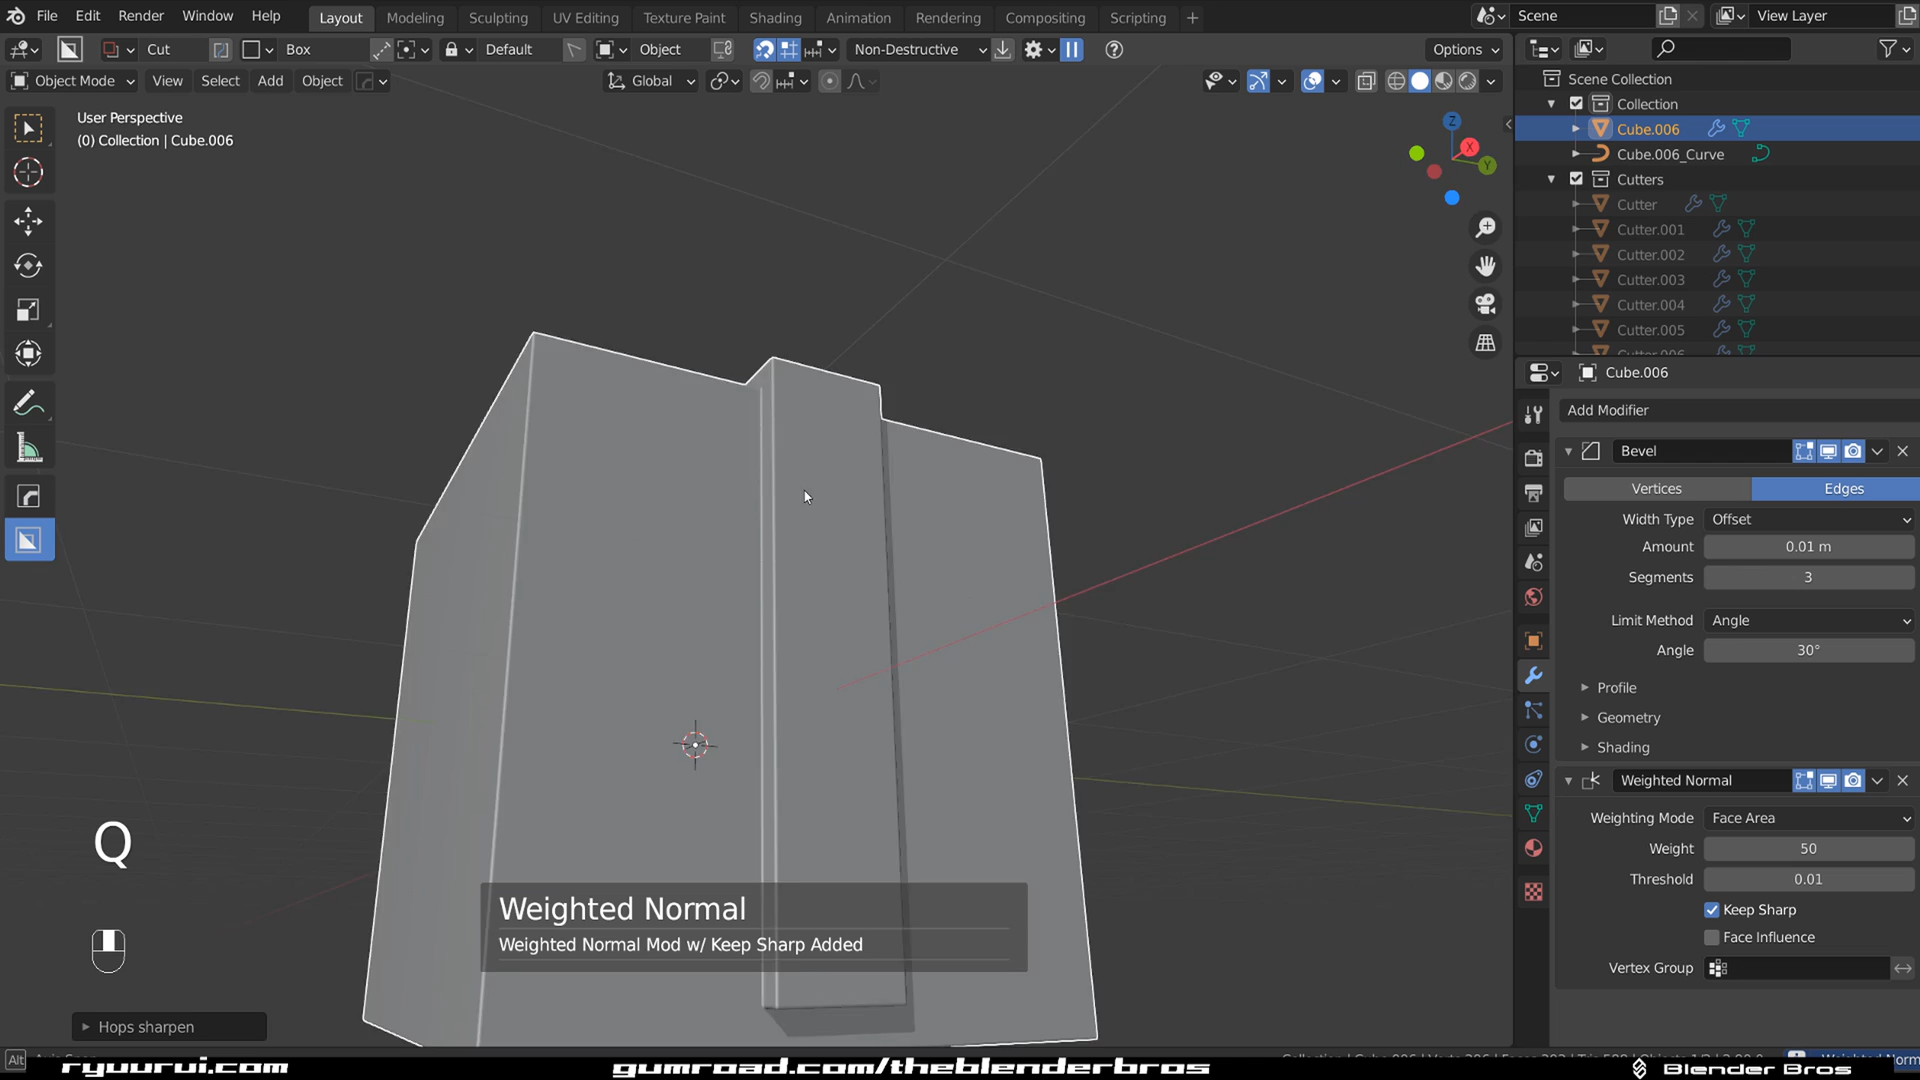 File Edit Render Window Help Layout Modeling Sculpting UV Editing Texture Paint Shading Animation Rendering Compositing Scripting + Scene View Layer
Cut Box Default Object Non-Destructive Options
Object Mode View Select Add Object Global
User Perspective
(0) Collection | Cube.006
Z
X
Y
Scene Collection
Collection
Cube.006
Cube.006_Curve
Cutters
Cutter
Cutter.001
Cutter.002
Cutter.003
Cutter.004
Cutter.005
Cube.006
Add Modifier
Bevel
Vertices Edges
Width Type Offset
Amount 0.01 m
Segments 3
Limit Method Angle
Angle 30°
Profile
Geometry
Shading
Weighted Normal
Weighting Mode Face Area
Weight 50
Threshold 0.01
Keep Sharp
Face Influence
Vertex Group
Q
Weighted Normal
Weighted Normal Mod w/ Keep Sharp Added
Hops sharpen
Alt
ryuurui.com
gumroad.com/theblenderbros
Blender Bros